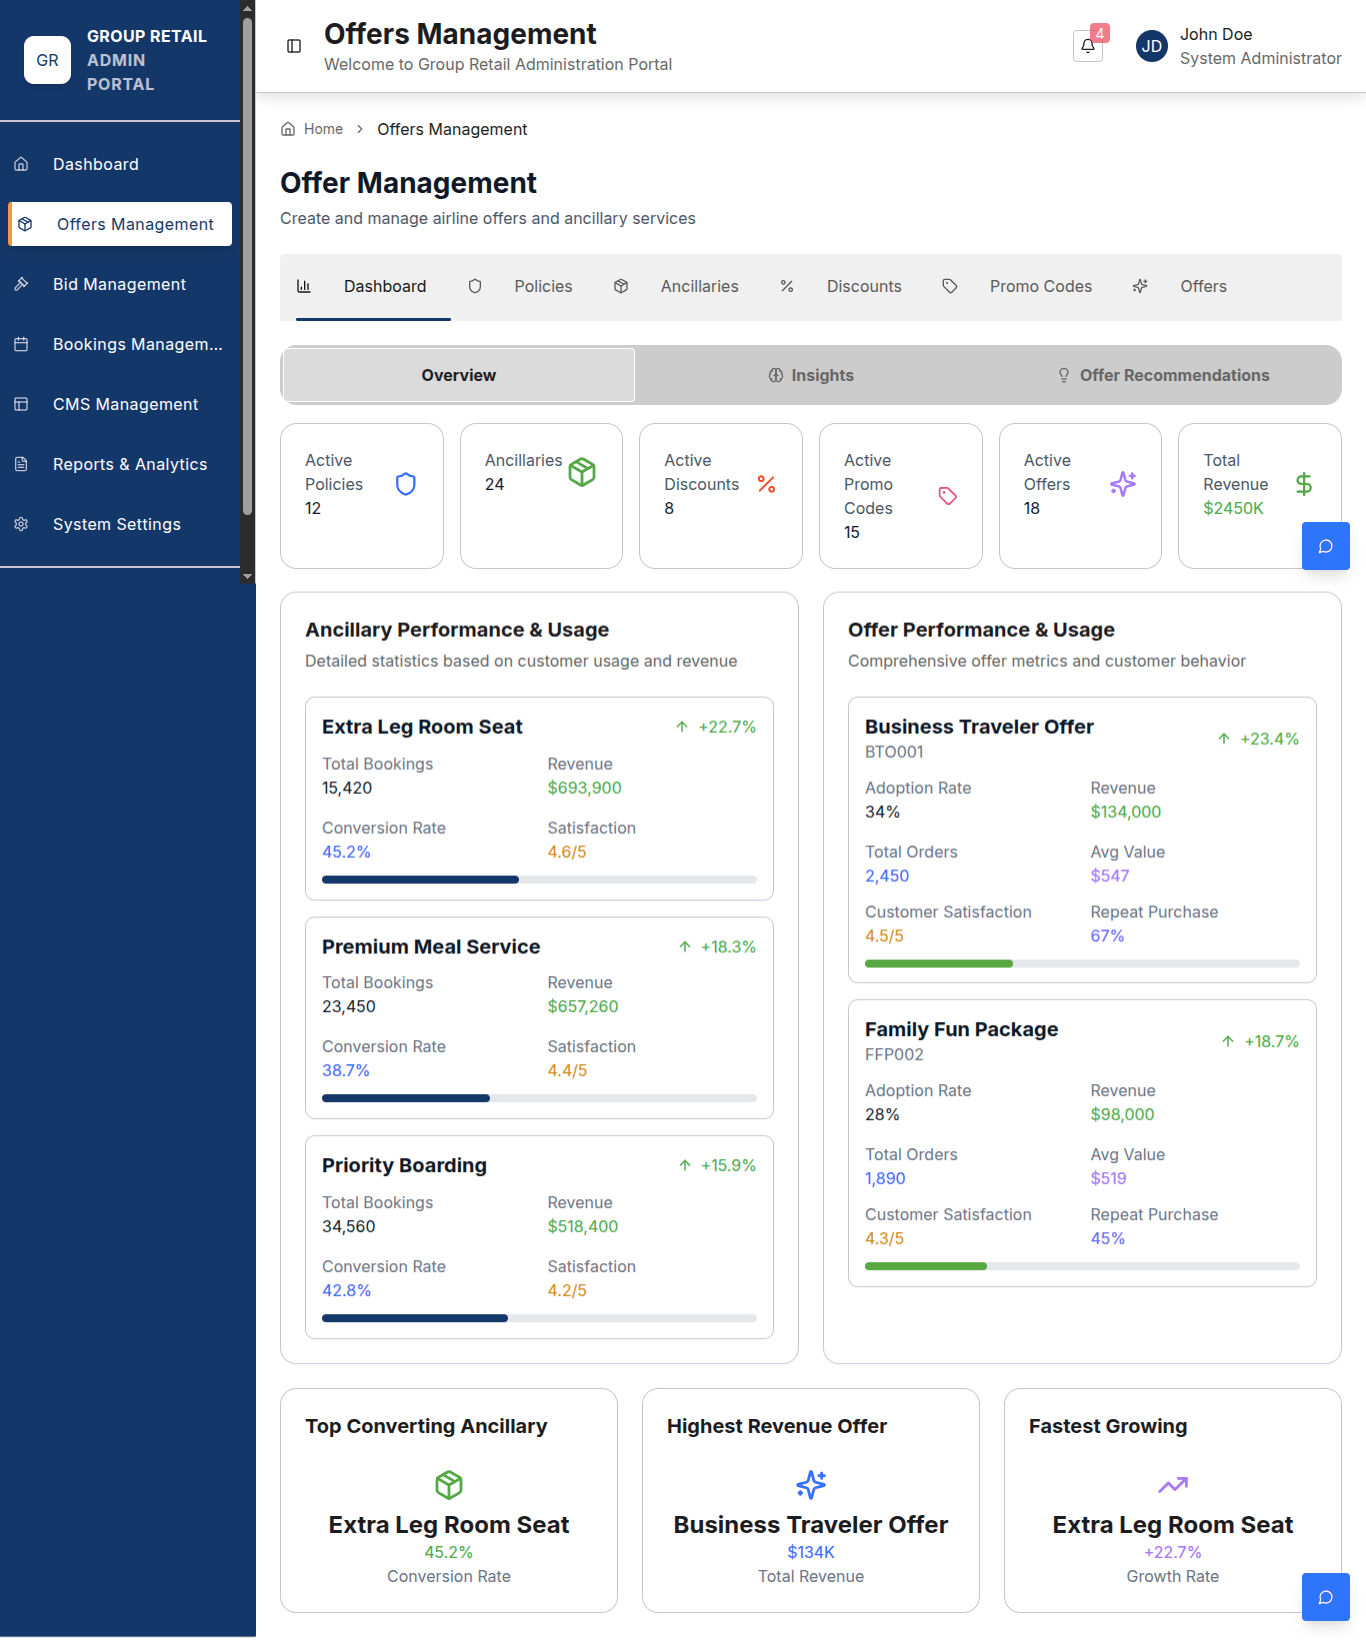 GR
GROUP RETAIL
ADMIN
PORTAL
Dashboard
Offers Management
Bid Management
Bookings Managem...
CMS Management
Reports & Analytics
System Settings
Offers Management
Welcome to Group Retail Administration Portal
4
JD
John Doe
System Administrator
Home
Offers Management
Offer Management
Create and manage airline offers and ancillary services
Dashboard
Policies
Ancillaries
Discounts
Promo Codes
Offers
Overview
Insights
Offer Recommendations
Active
Policies
12
Ancillaries
24
Active
Discounts
8
Active
Promo
Codes
15
Active
Offers
18
Total
Revenue
$2450K
Ancillary Performance & Usage
Detailed statistics based on customer usage and revenue
Extra Leg Room Seat
+22.7%
Total Bookings
Revenue
15,420
$693,900
Conversion Rate
Satisfaction
45.2%
4.6/5
Premium Meal Service
+18.3%
Total Bookings
Revenue
23,450
$657,260
Conversion Rate
Satisfaction
38.7%
4.4/5
Priority Boarding
+15.9%
Total Bookings
Revenue
34,560
$518,400
Conversion Rate
Satisfaction
42.8%
4.2/5
Offer Performance & Usage
Comprehensive offer metrics and customer behavior
Business Traveler Offer
BTO001
+23.4%
Adoption Rate
Revenue
34%
$134,000
Total Orders
Avg Value
2,450
$547
Customer Satisfaction
Repeat Purchase
4.5/5
67%
Family Fun Package
FFP002
+18.7%
Adoption Rate
Revenue
28%
$98,000
Total Orders
Avg Value
1,890
$519
Customer Satisfaction
Repeat Purchase
4.3/5
45%
Top Converting Ancillary
Extra Leg Room Seat
45.2%
Conversion Rate
Highest Revenue Offer
Business Traveler Offer
$134K
Total Revenue
Fastest Growing
Extra Leg Room Seat
+22.7%
Growth Rate